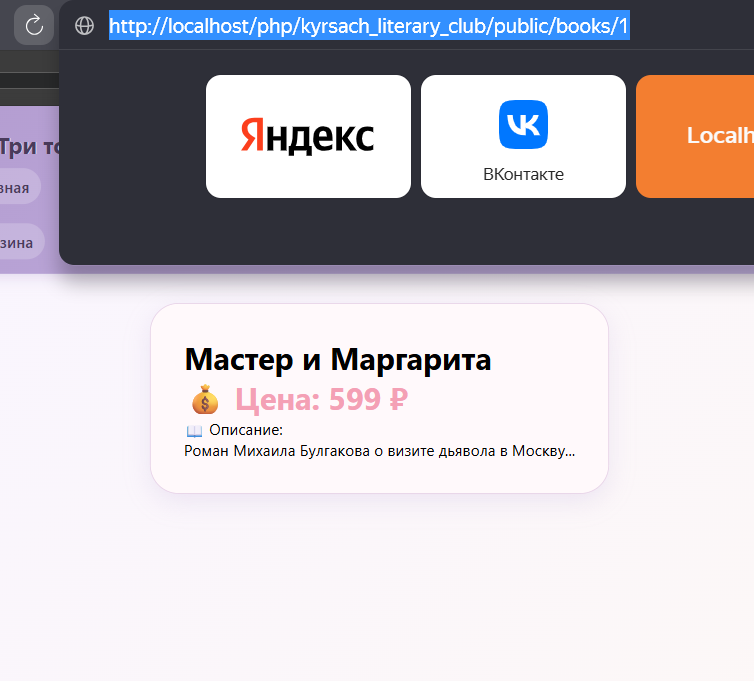 http://localhost/php/kyrsach_literary_club/public/books/1
Яндекс
ВКонтакте
Localh
Три то
вная
зина
Мастер и Маргарита
💰 Цена: 599 ₽
📖 Описание:
Роман Михаила Булгакова о визите дьявола в Москву...